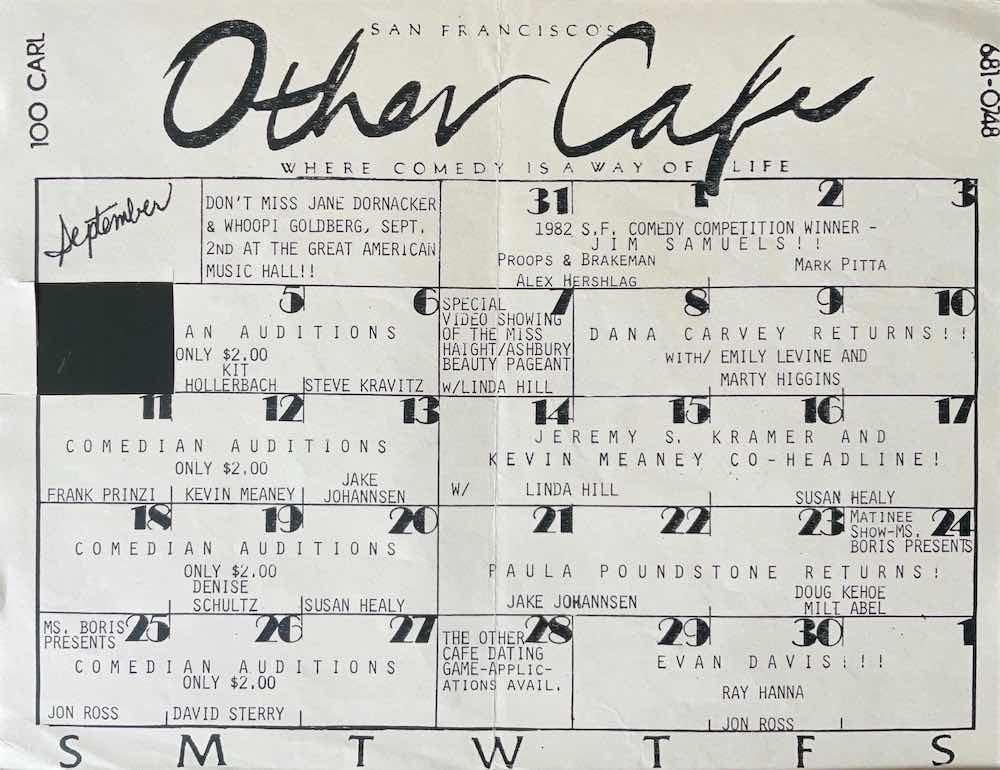 SAN FRANCISCO'S
100 CARL
Other Cafe
681-0748
WHERE COMEDY IS A WAY OF LIFE
September
DON'T MISS JANE DORNACKER
& WHOOPI GOLDBERG, SEPT.
2ND AT THE GREAT AMERICAN
MUSIC HALL!!
31 1 2 3
1982 S.F. COMEDY COMPETITION WINNER -
JIM SAMUELS!!
PROOPS & BRAKEMAN
ALEX HERSHLAG
MARK PITTA
5 6
AN AUDITIONS
ONLY $2.00
KIT
HOLLERBACH
STEVE KRAVITZ
7
SPECIAL
VIDEO SHOWING
OF THE MISS
HAIGHT/ASHBURY
BEAUTY PAGEANT
W/LINDA HILL
8 9 10
DANA CARVEY RETURNS!!
WITH/ EMILY LEVINE AND
MARTY HIGGINS
11 12 13
COMEDIAN AUDITIONS
ONLY $2.00
FRANK PRINZI
KEVIN MEANEY
JAKE
JOHANNSEN
14 15 16 17
JEREMY S. KRAMER AND
KEVIN MEANEY CO-HEADLINE!
W/ LINDA HILL
SUSAN HEALY
18 19 20
COMEDIAN AUDITIONS
ONLY $2.00
DENISE
SCHULTZ
SUSAN HEALY
21 22 23 24
MATINEE
SHOW-MS.
BORIS PRESENTS
PAULA POUNDSTONE RETURNS!
JAKE JOHANNSEN
DOUG KEHOE
MILT ABEL
25 26 27
MS. BORIS
PRESENTS
COMEDIAN AUDITIONS
ONLY $2.00
JON ROSS
DAVID STERRY
28
THE OTHER
CAFE DATING
GAME-APPLIC-
ATIONS AVAIL.
29 30 1
EVAN DAVIS!!!
RAY HANNA
JON ROSS
S M T W T F S